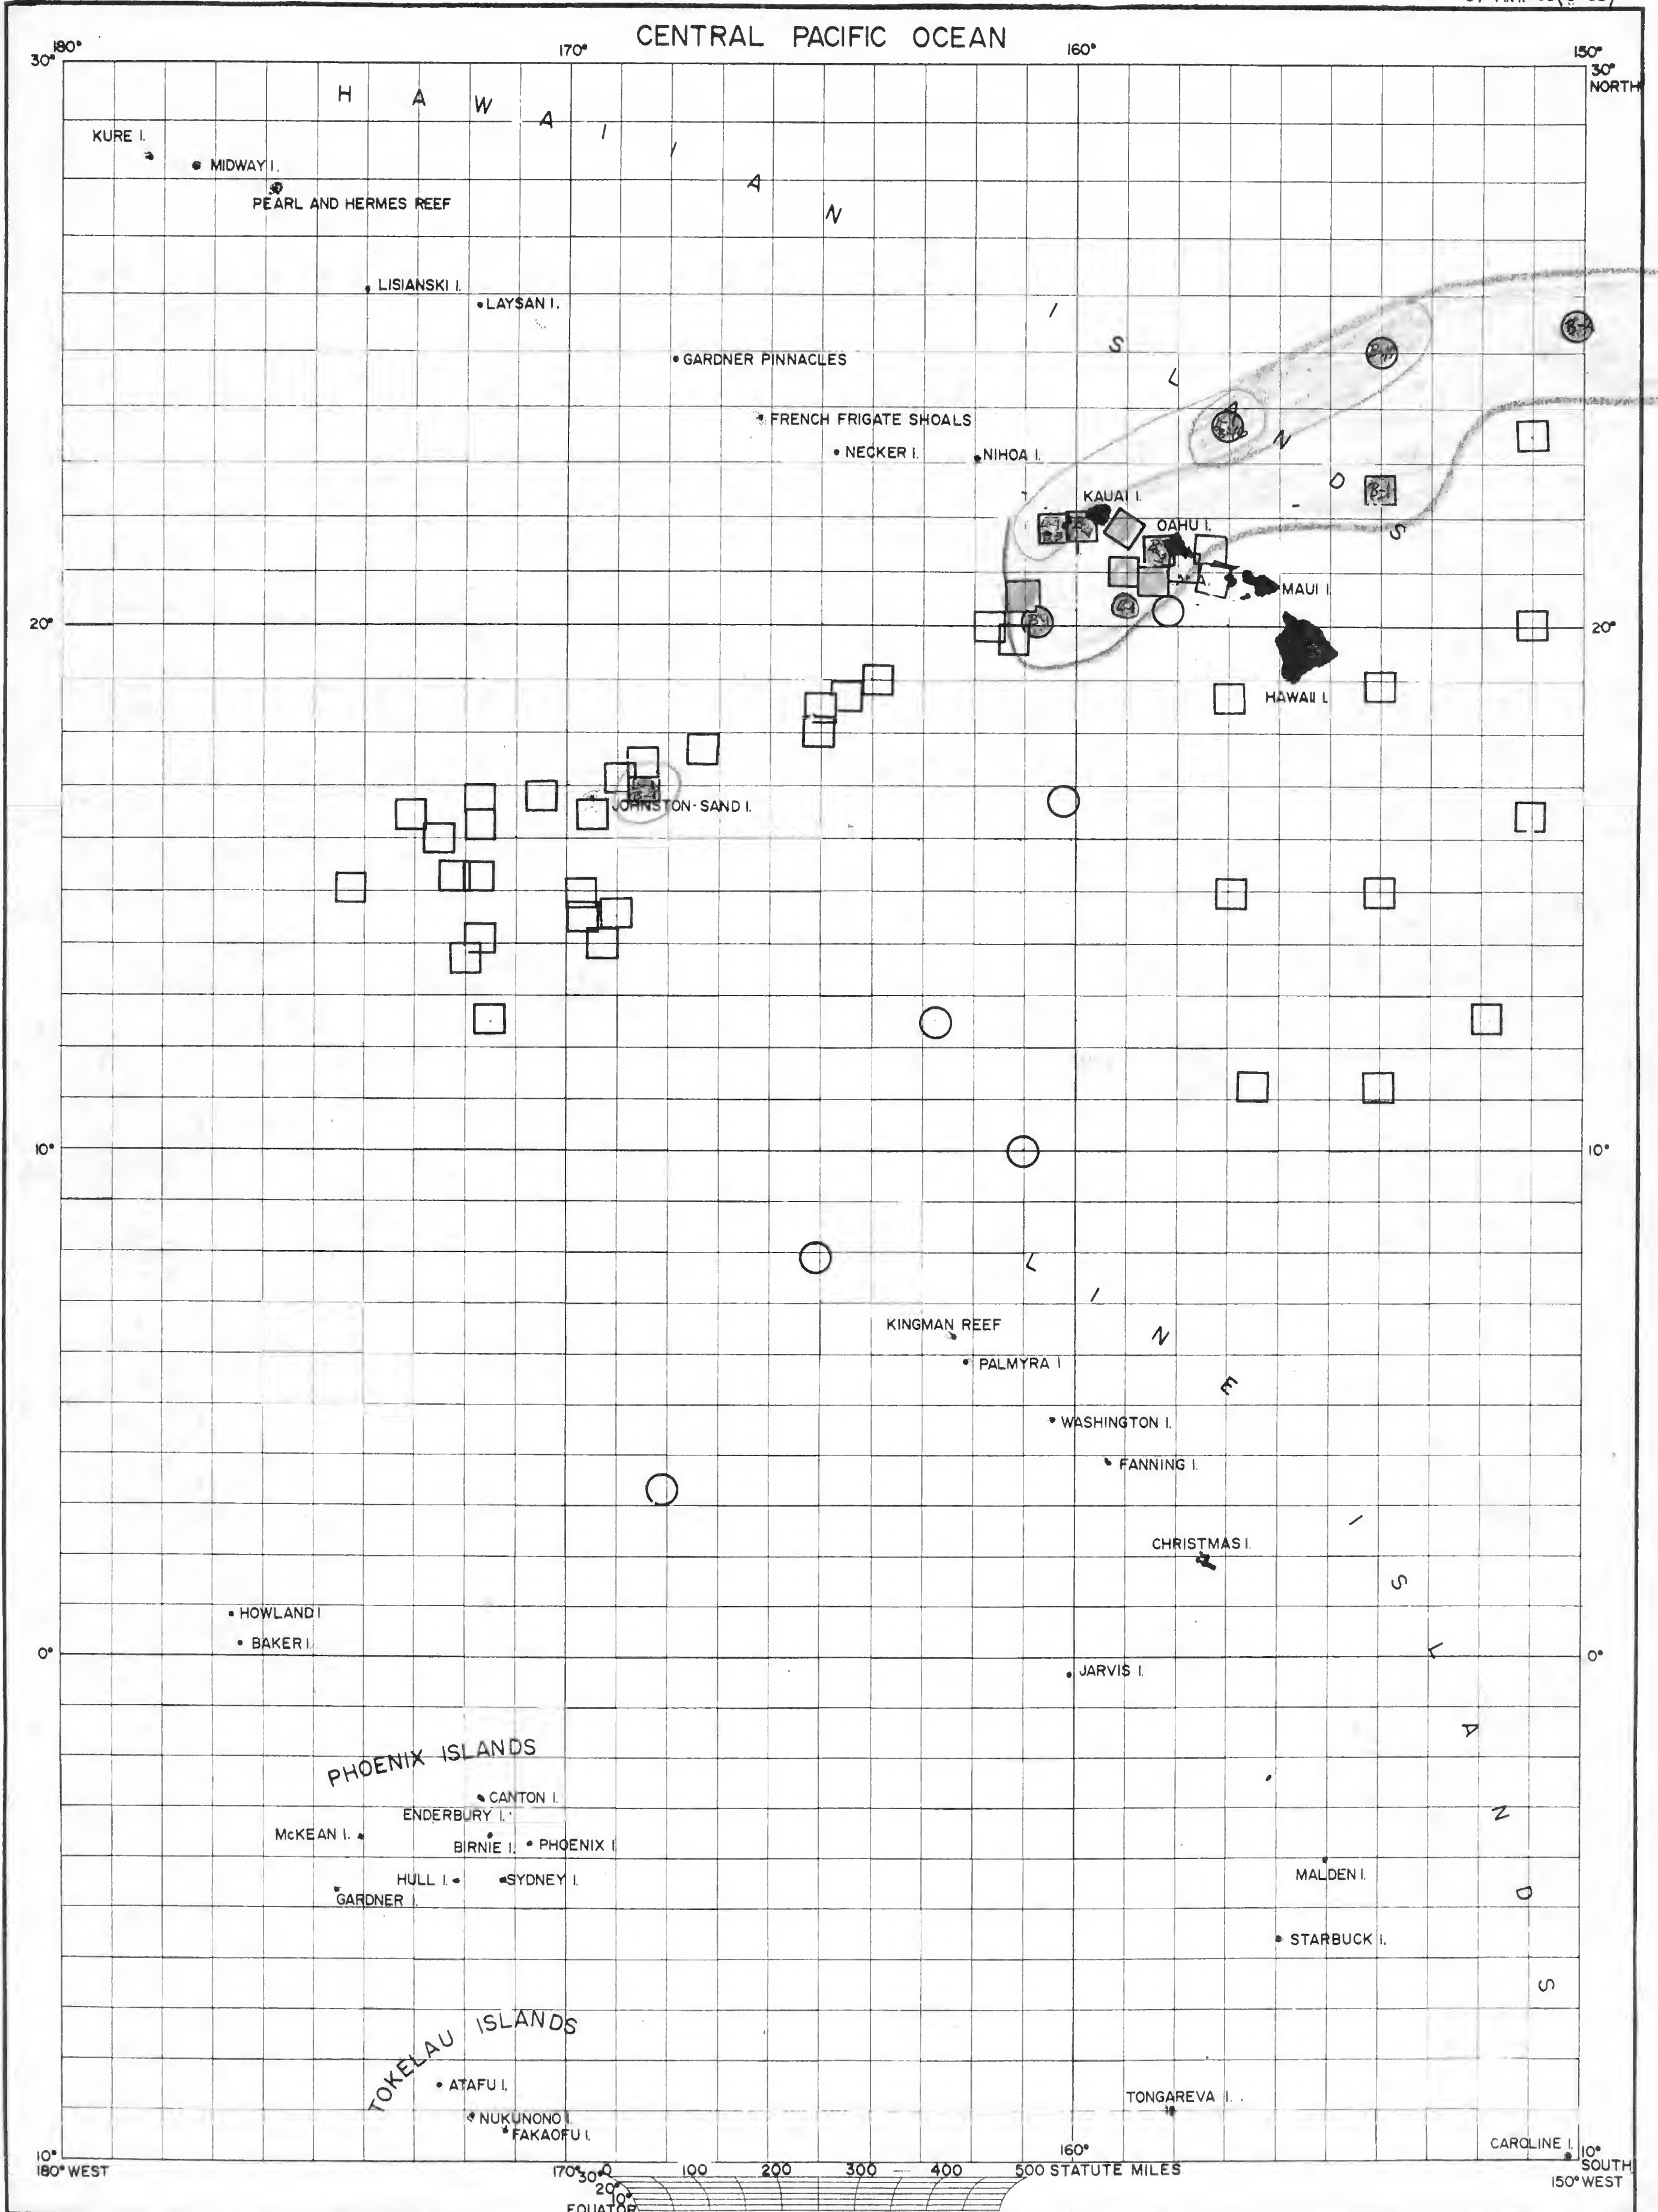 CENTRAL PACIFIC OCEAN
180° 170° 160° 150°
30° 30°
NORTH
H A W A I I A N I S L A N D S
KURE I.
MIDWAY I.
PEARL AND HERMES REEF
LISIANSKI I.
LAYSAN I.
GARDNER PINNACLES
FRENCH FRIGATE SHOALS
NECKER I.
NIHOA I.
KAUAI I.
B-1
OAHU I.
MAUI I.
B-1
20° 20°
HAWAII I.
JOHNSTON-SAND I.
10° 10°
L I N E I S L A N D S
KINGMAN REEF
PALMYRA I
WASHINGTON I.
FANNING I.
CHRISTMAS I.
HOWLAND I
BAKER I.
0° 0°
JARVIS I.
PHOENIX ISLANDS
CANTON I.
ENDERBURY I.
McKEAN I.
BIRNIE I.
PHOENIX I
HULL I.
SYDNEY I.
GARDNER I.
MALDEN I.
STARBUCK I.
TOKELAU ISLANDS
ATAFU I.
NUKUNONO I.
FAKAOFU I.
TONGAREVA I.
CAROLINE I.
10° 160° 10°
SOUTH
180° WEST 170° 150° WEST
0 100 200 300 400 500 STATUTE MILES
30°
20°
10°
EQUATOR